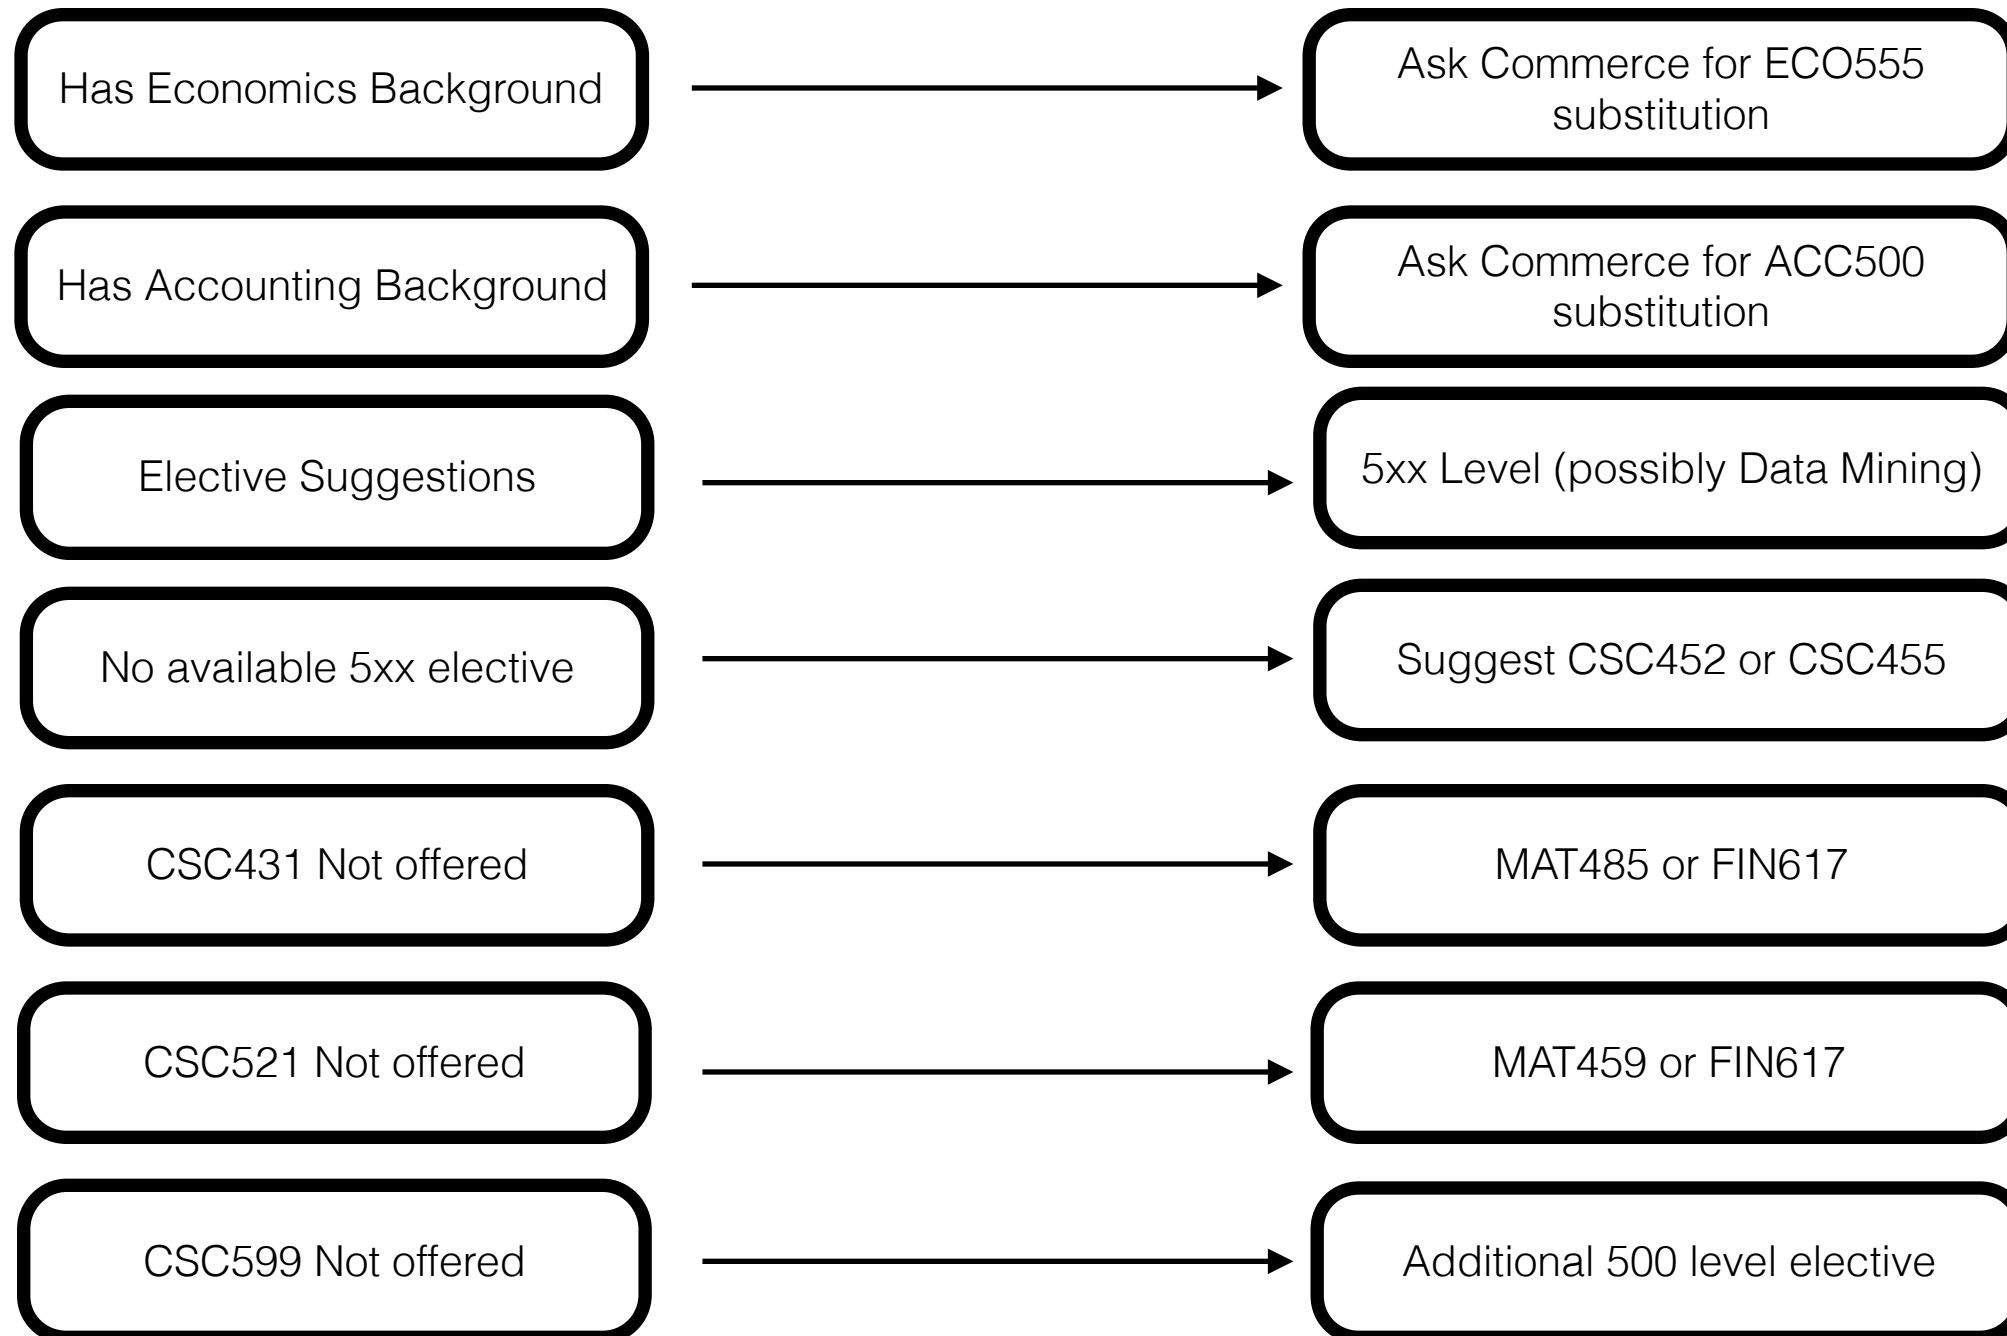 Has Economics Background
Ask Commerce for ECO555
substitution
Has Accounting Background
Ask Commerce for ACC500
substitution
Elective Suggestions
5xx Level (possibly Data Mining)
No available 5xx elective
Suggest CSC452 or CSC455
CSC431 Not offered
MAT485 or FIN617
CSC521 Not offered
MAT459 or FIN617
CSC599 Not offered
Additional 500 level elective